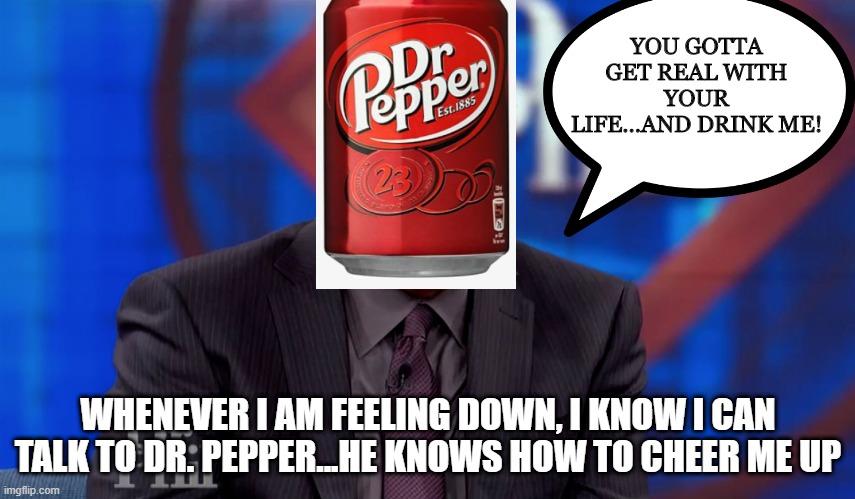 YOU GOTTA
GET REAL WITH
YOUR
LIFE...AND DRINK ME!
Dr
Pepper
Est.1885
23
WHENEVER I AM FEELING DOWN, I KNOW I CAN
TALK TO DR. PEPPER...HE KNOWS HOW TO CHEER ME UP
imgflip.com